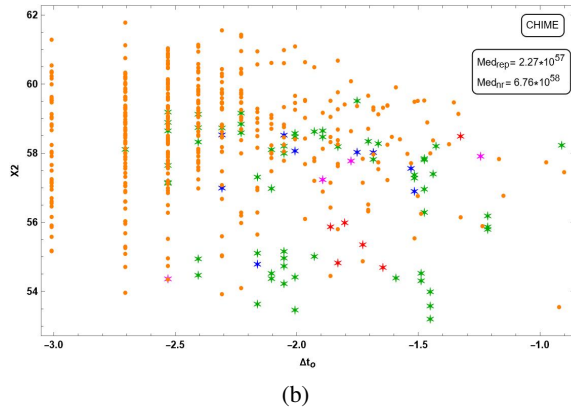 CHIME
Med_rep= 2.27*10^57
Med_nr= 6.76*10^58
62
60
58
56
54
X2
-3.0 -2.5 -2.0 -1.5 -1.0
Δt_o
(b)